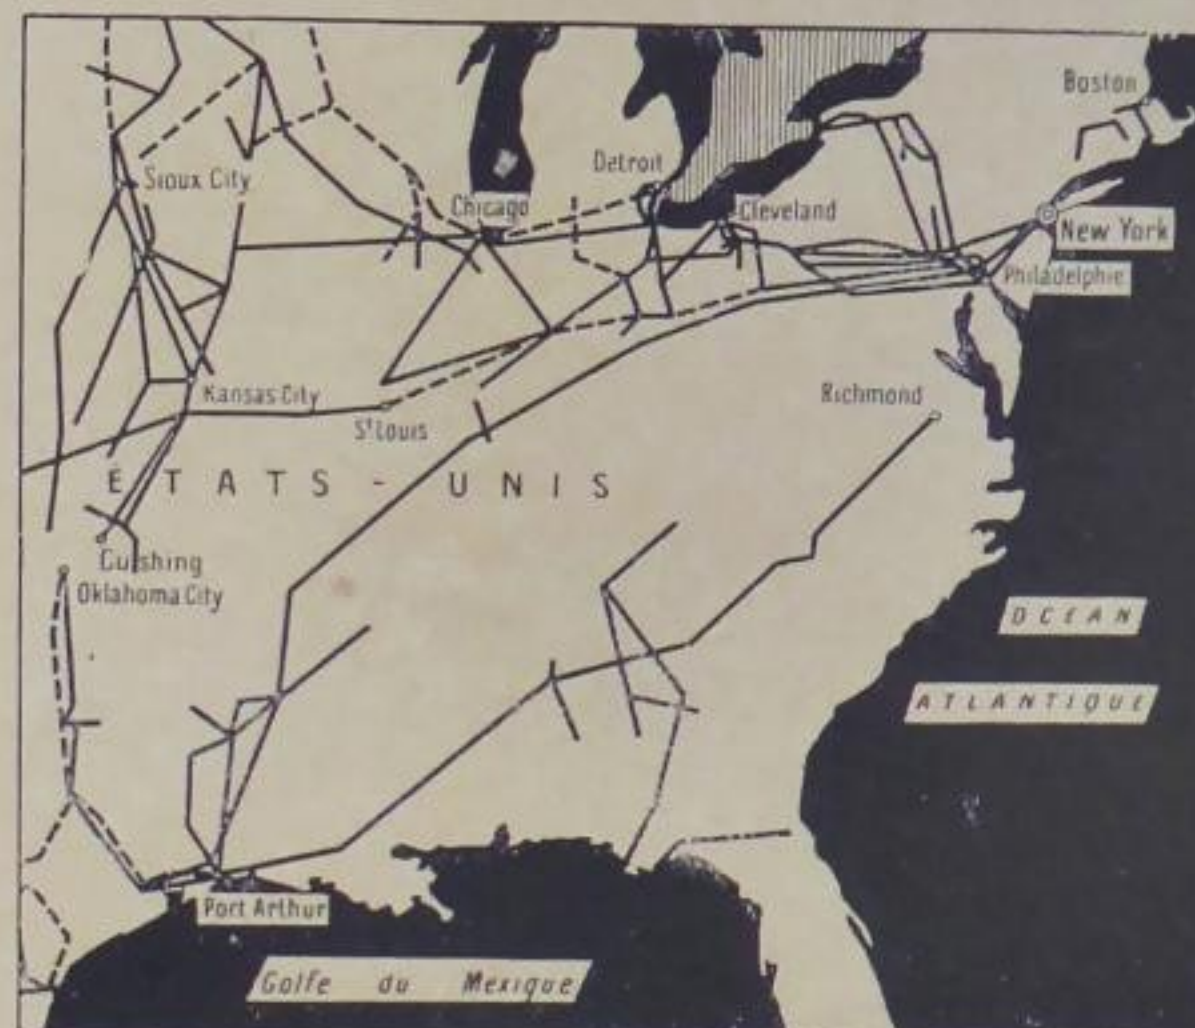 Boston
Detroit
Sioux City
Chicago
Cleveland
New York
Philadelphie
Kansas City
Richmond
St Louis
ÉTATS-UNIS
Cushing
Oklahoma City
OCEAN
ATLANTIQUE
Port Arthur
Golfe du Mexique